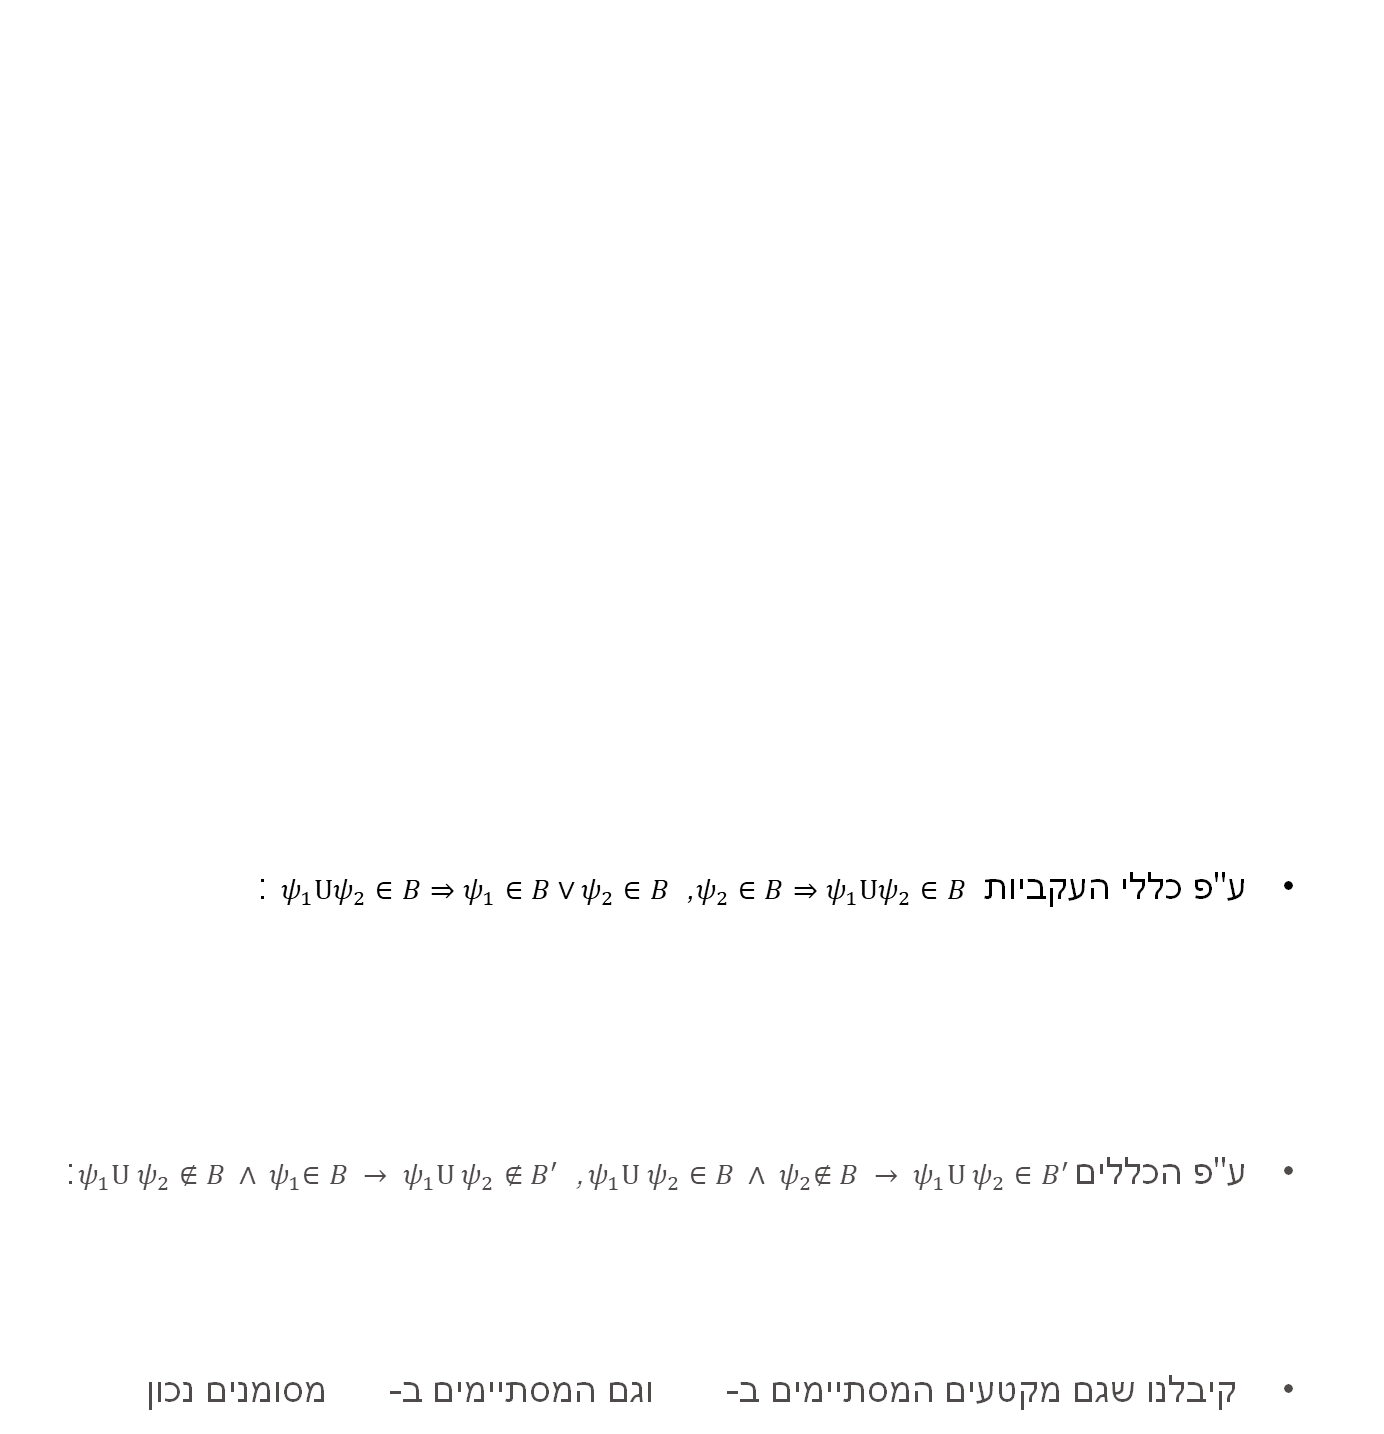 • ע"פ כללי העקביות ψ₁Uψ₂ ∈ B ⇒ ψ₁ ∈ B ∨ ψ₂ ∈ B ,ψ₂ ∈ B ⇒ ψ₁Uψ₂ ∈ B :
• ע"פ הכללים ψ₁U ψ₂ ∉ B ∧ ψ₁∈ B → ψ₁U ψ₂ ∉ B′ ,ψ₁U ψ₂ ∈ B ∧ ψ₂∉ B → ψ₁U ψ₂ ∈ B′ :
• קיבלנו שגם מקטעים המסתיימים ב- וגם המסתיימים ב- מסומנים נכון